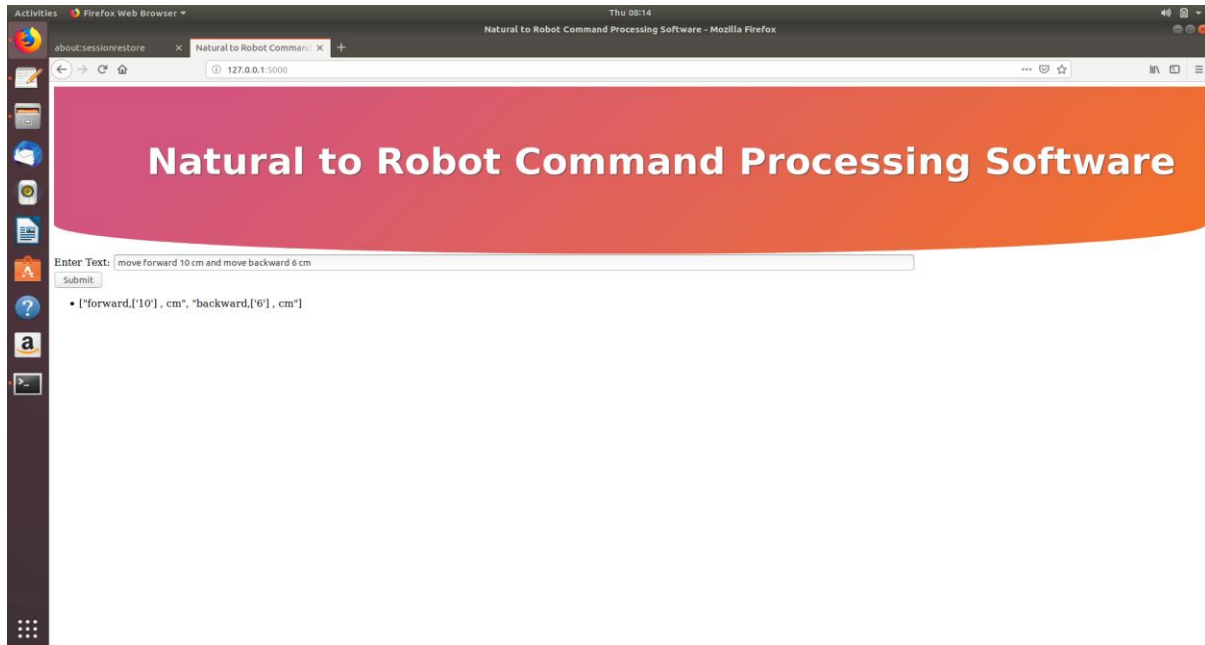 Activities Firefox Web Browser Thu 08:14
Natural to Robot Command Processing Software - Mozilla Firefox
about:sessionrestore × Natural to Robot Command × +
127.0.0.1:5000
Natural to Robot Command Processing Software
Enter Text: move forward 10 cm and move backward 6 cm
Submit
• ["forward,['10'] , cm", "backward,['6'] , cm"]